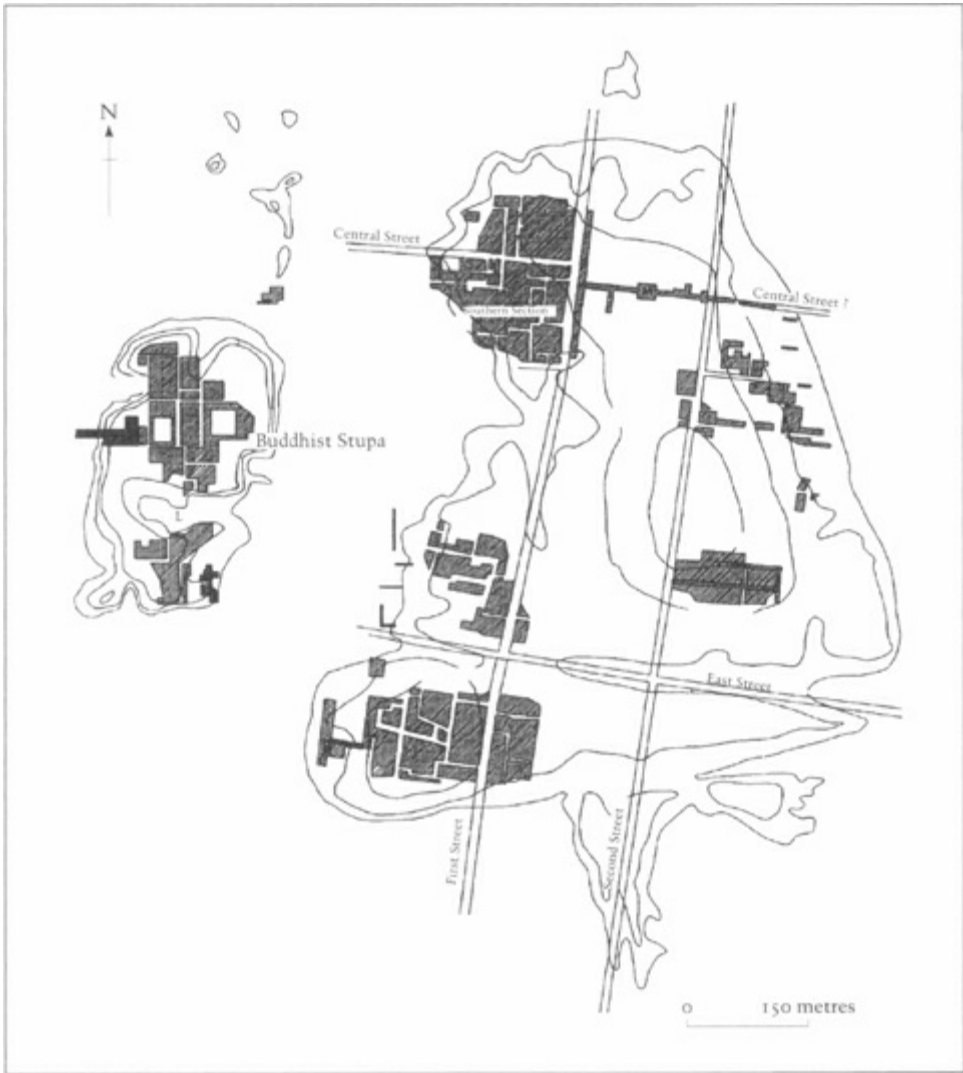 N
Central Street
Central Street ?
Southern Section
Buddhist Stupa
L
East Street
First Street
Second Street
0 150 metres